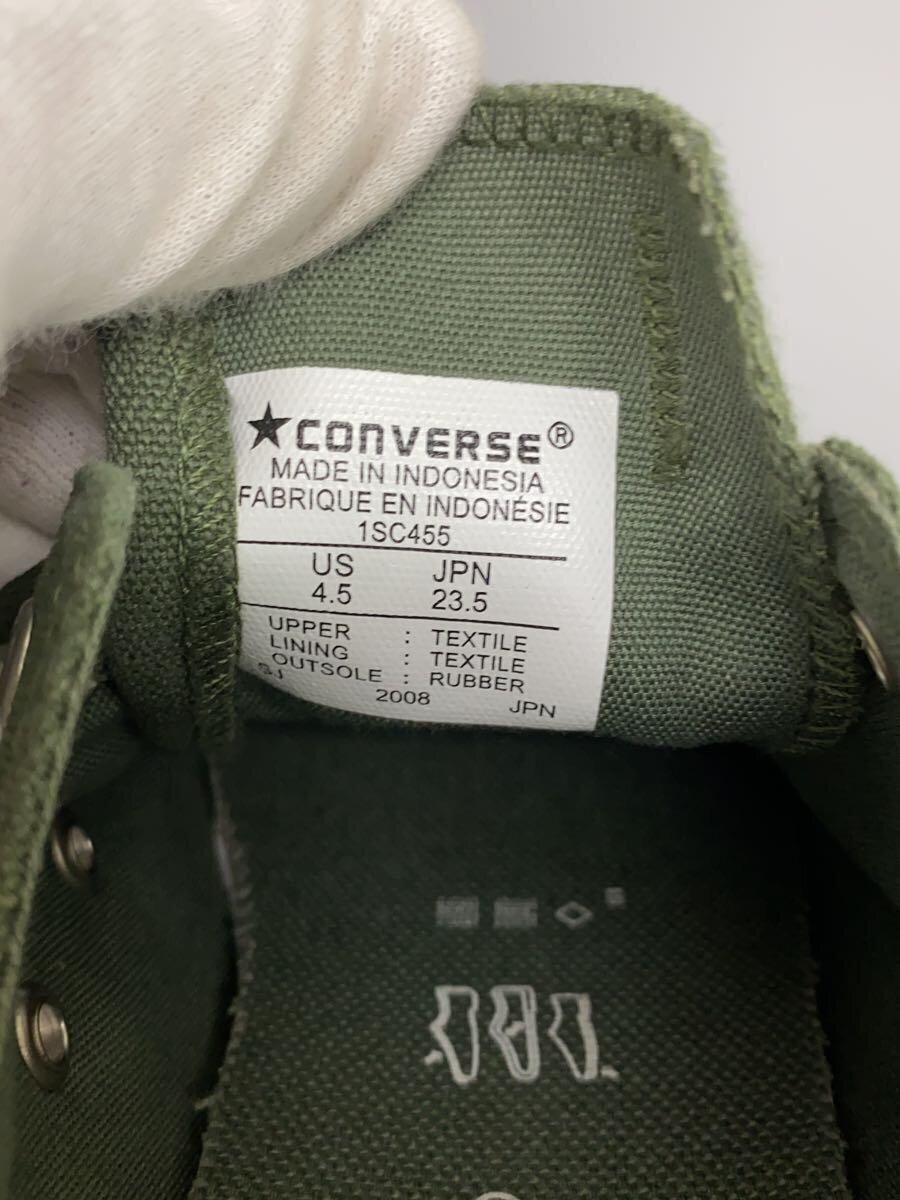 ★CONVERSE®
MADE IN INDONESIA
FABRIQUE EN INDONÉSIE
1SC455
US JPN
4.5 23.5
UPPER : TEXTILE
LINING : TEXTILE
OUTSOLE : RUBBER
SJ 2008 JPN